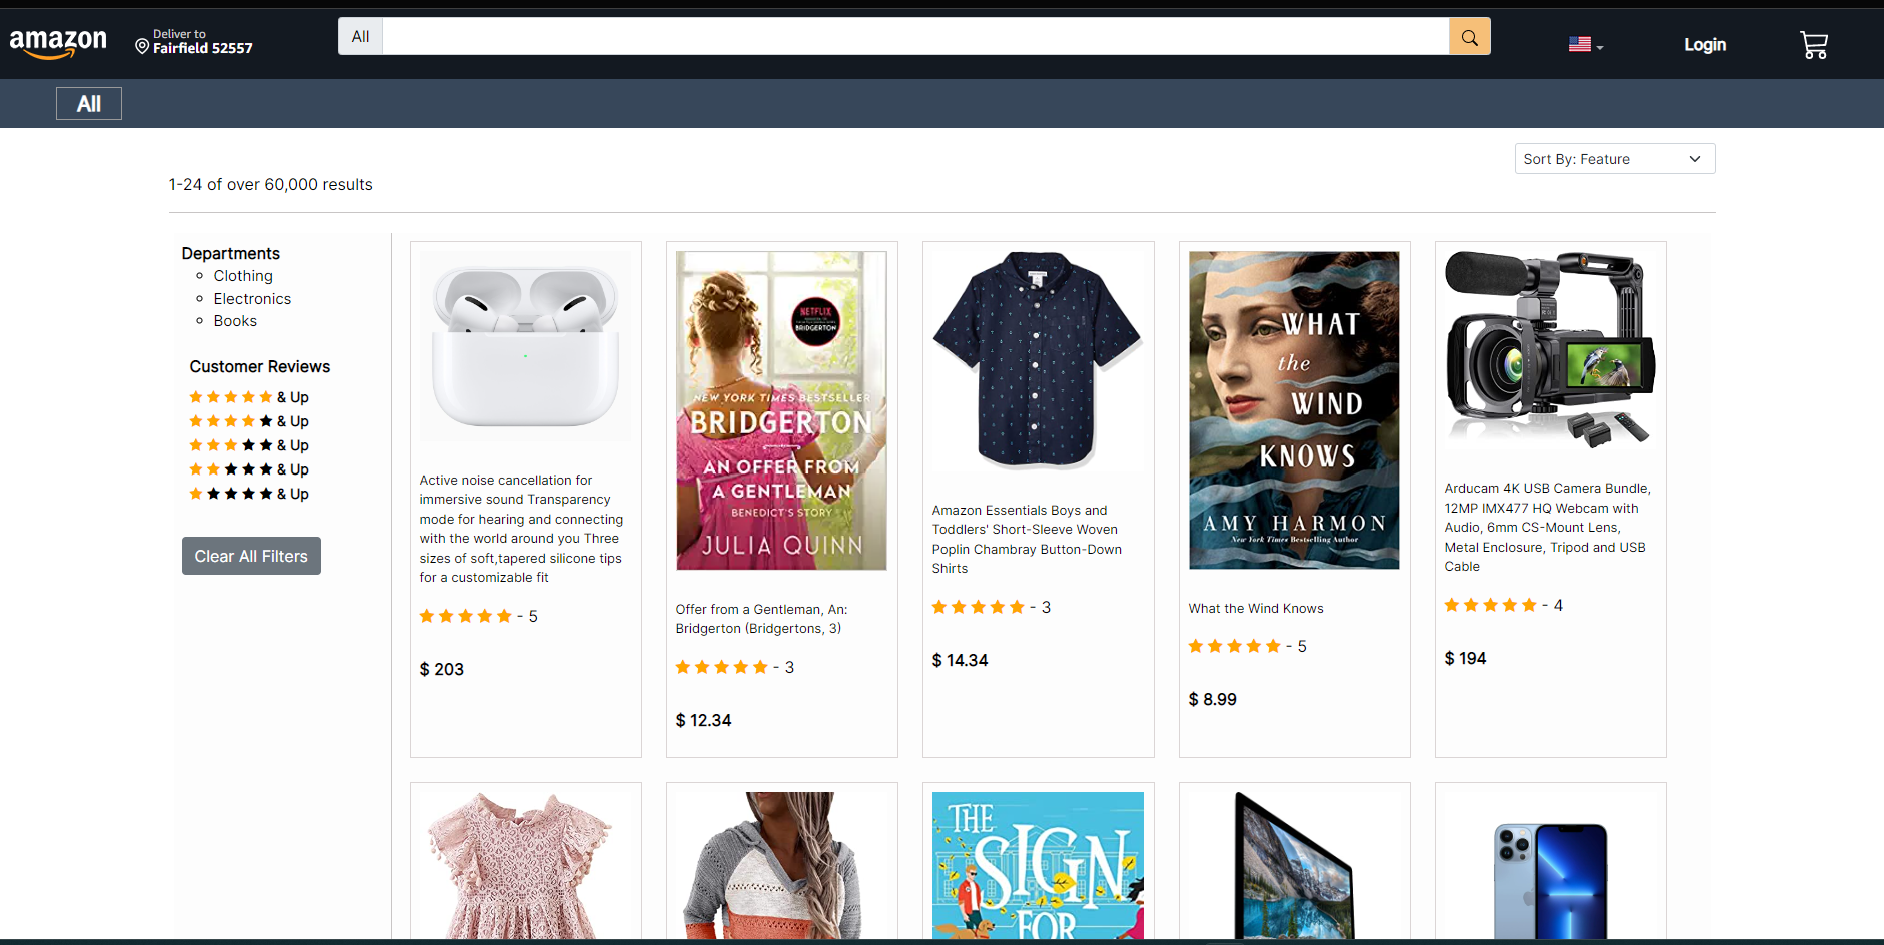 amazon
Deliver to
Fairfield 52557
All
Login
All
Sort By: Feature
1-24 of over 60,000 results
Departments
Clothing
Electronics
Books
Customer Reviews
& Up
& Up
& Up
& Up
& Up
Clear All Filters
Active noise cancellation for
immersive sound Transparency
mode for hearing and connecting
with the world around you Three
sizes of soft,tapered silicone tips
for a customizable fit
- 5
$ 203
NETFLIX
BRIDGERTON
NEW YORK TIMES BESTSELLER
BRIDGERTON
AN OFFER FROM
A GENTLEMAN
BENEDICT'S STORY
JULIA QUINN
Offer from a Gentleman, An:
Bridgerton (Bridgertons, 3)
- 3
$ 12.34
Amazon Essentials Boys and
Toddlers' Short-Sleeve Woven
Poplin Chambray Button-Down
Shirts
- 3
$ 14.34
WHAT
the
WIND
KNOWS
AMY HARMON
New York Times Bestselling Author
What the Wind Knows
- 5
$ 8.99
Arducam 4K USB Camera Bundle,
12MP IMX477 HQ Webcam with
Audio, 6mm CS-Mount Lens,
Metal Enclosure, Tripod and USB
Cable
- 4
$ 194
THE
SIGN
FOR